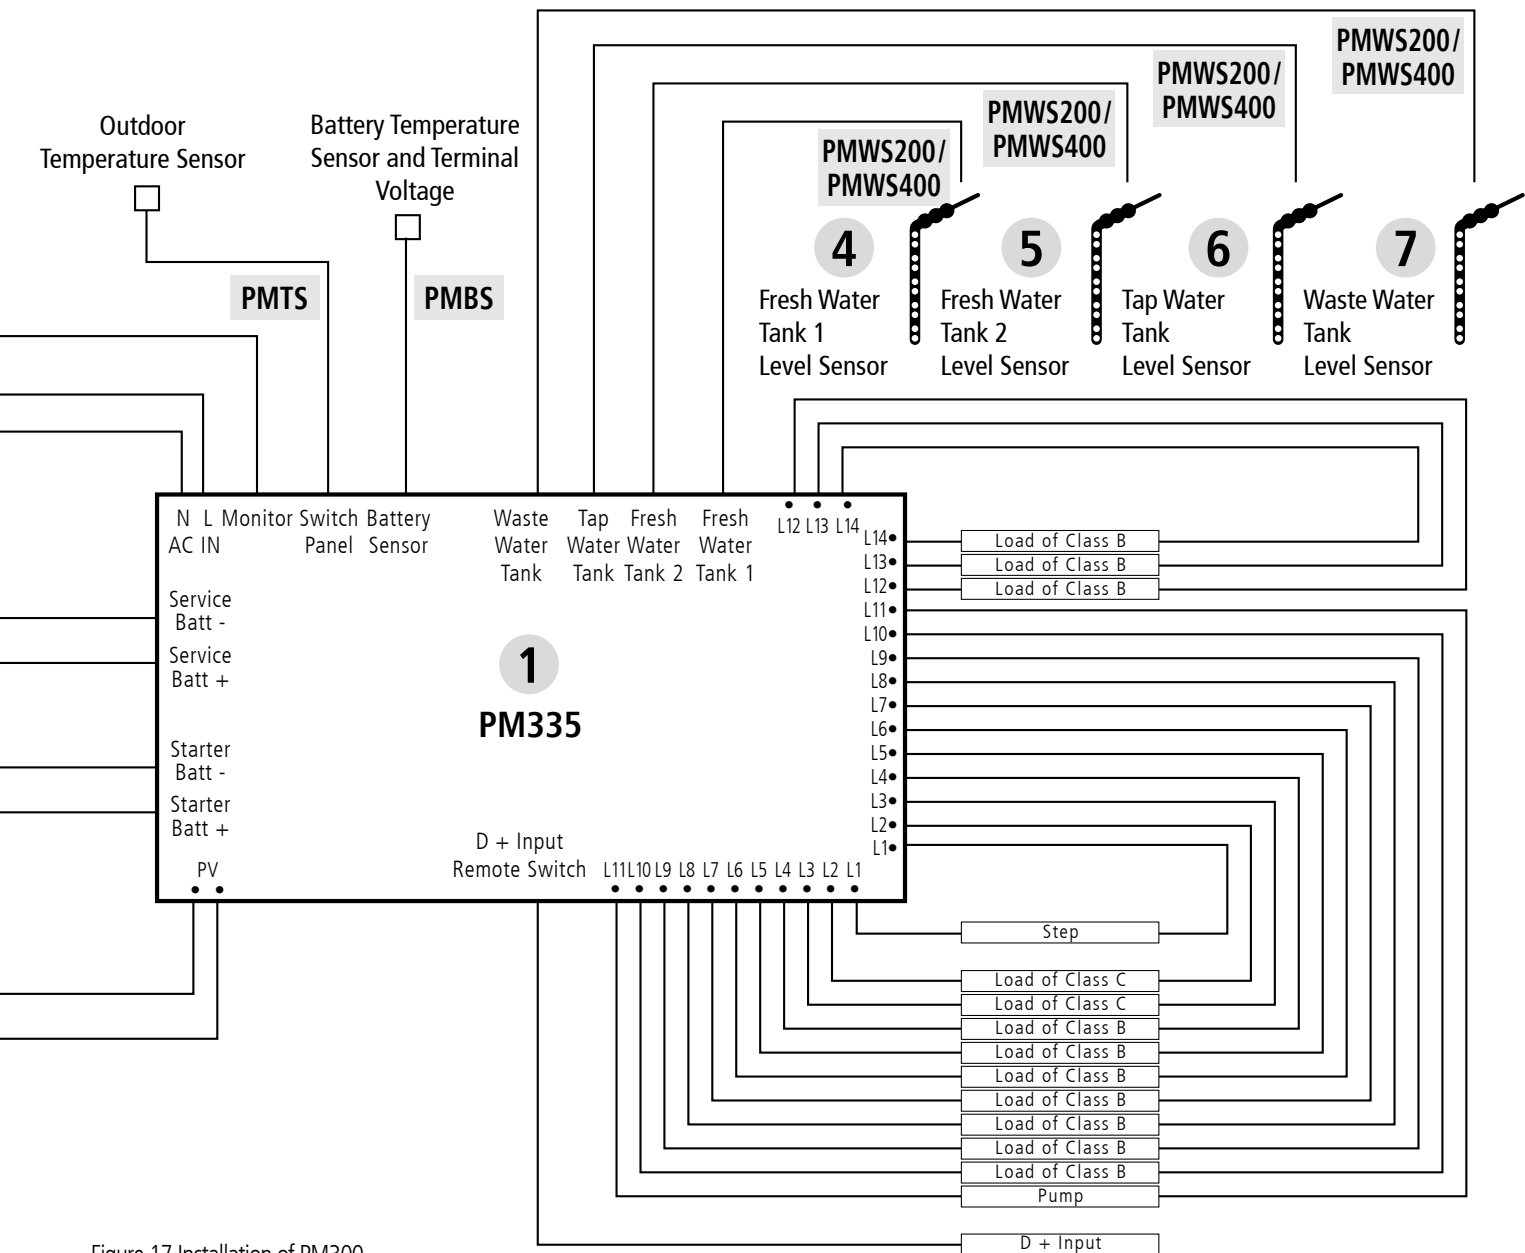 PMWS200/
PMWS400
PMWS200/
PMWS400
PMWS200/
PMWS400
PMWS200/
PMWS400
Outdoor
Temperature Sensor
Battery Temperature
Sensor and Terminal
Voltage
PMTS
PMBS
4
Fresh Water
Tank 1
Level Sensor
5
Fresh Water
Tank 2
Level Sensor
6
Tap Water
Tank
Level Sensor
7
Waste Water
Tank
Level Sensor
N L
AC IN
Monitor
Switch
Panel
Battery
Sensor
Waste
Water
Tank
Tap
Water
Tank
Fresh
Water
Tank 2
Fresh
Water
Tank 1
L12 L13 L14
L14
L13
L12
L11
L10
L9
L8
L7
L6
L5
L4
L3
L2
L1
Load of Class B
Load of Class B
Load of Class B
Service
Batt -
Service
Batt +
1
PM335
Starter
Batt -
Starter
Batt +
PV
D + Input
Remote Switch
L11 L10 L9 L8 L7 L6 L5 L4 L3 L2 L1
Step
Load of Class C
Load of Class C
Load of Class B
Load of Class B
Load of Class B
Load of Class B
Load of Class B
Load of Class B
Load of Class B
Pump
D + Input
Figure 17 Installation of PM300